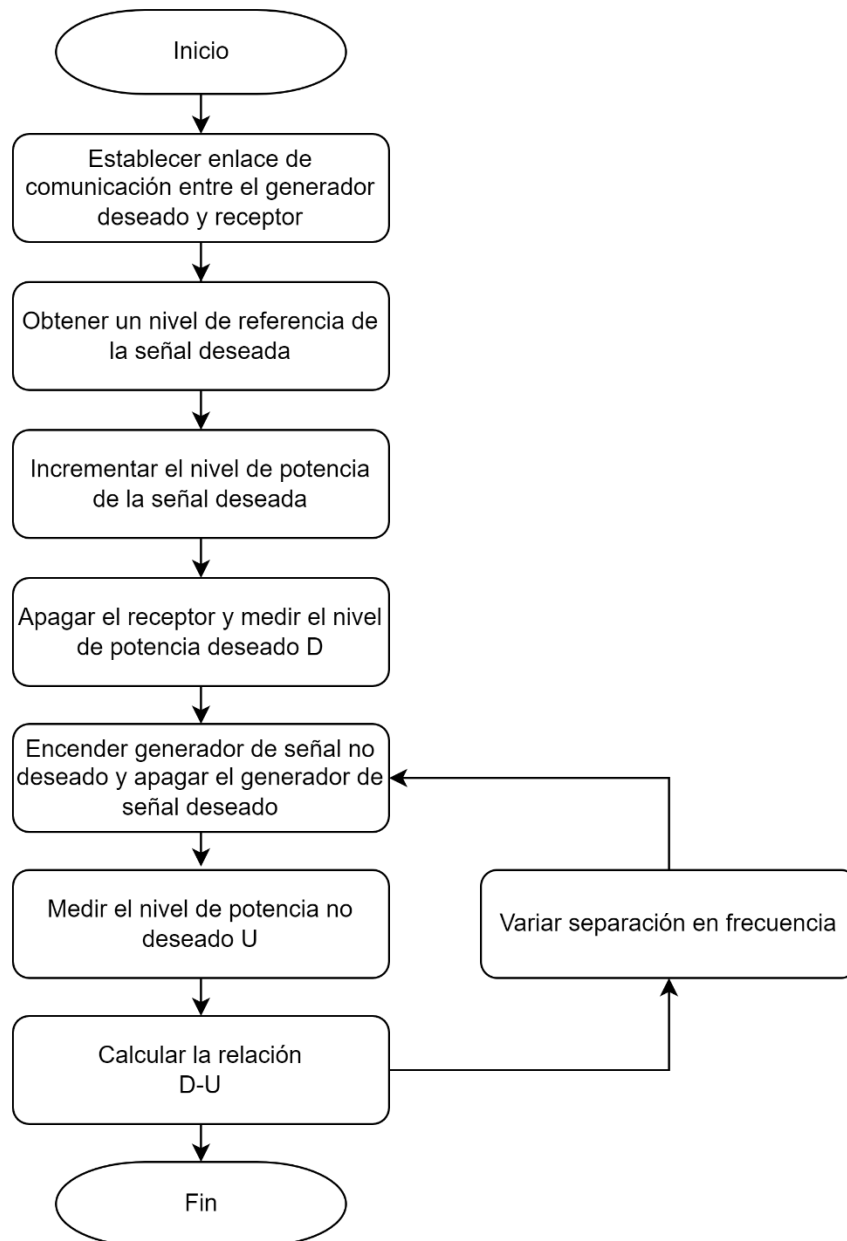 Inicio
Establecer enlace de
comunicación entre el generador
deseado y receptor
Obtener un nivel de referencia de
la señal deseada
Incrementar el nivel de potencia
de la señal deseada
Apagar el receptor y medir el nivel
de potencia deseado D
Encender generador de señal no
deseado y apagar el generador de
señal deseado
Medir el nivel de potencia no
deseado U
Variar separación en frecuencia
Calcular la relación
D-U
Fin